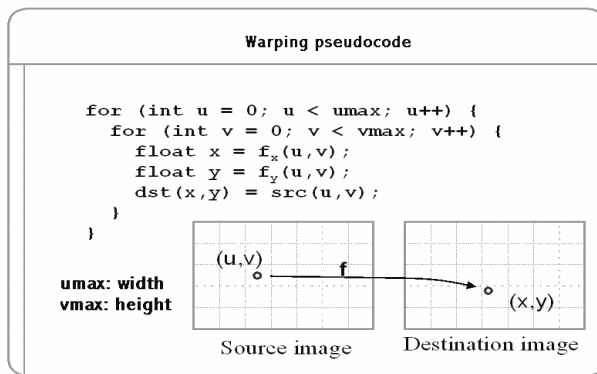 Warping pseudocode
for (int u = 0; u < umax; u++) {
for (int v = 0; v < vmax; v++) {
float x = fx(u,v);
float y = fy(u,v);
dst(x,y) = src(u,v);
}
}
umax: width
vmax: height
(u,v)
f
(x,y)
Source image
Destination image